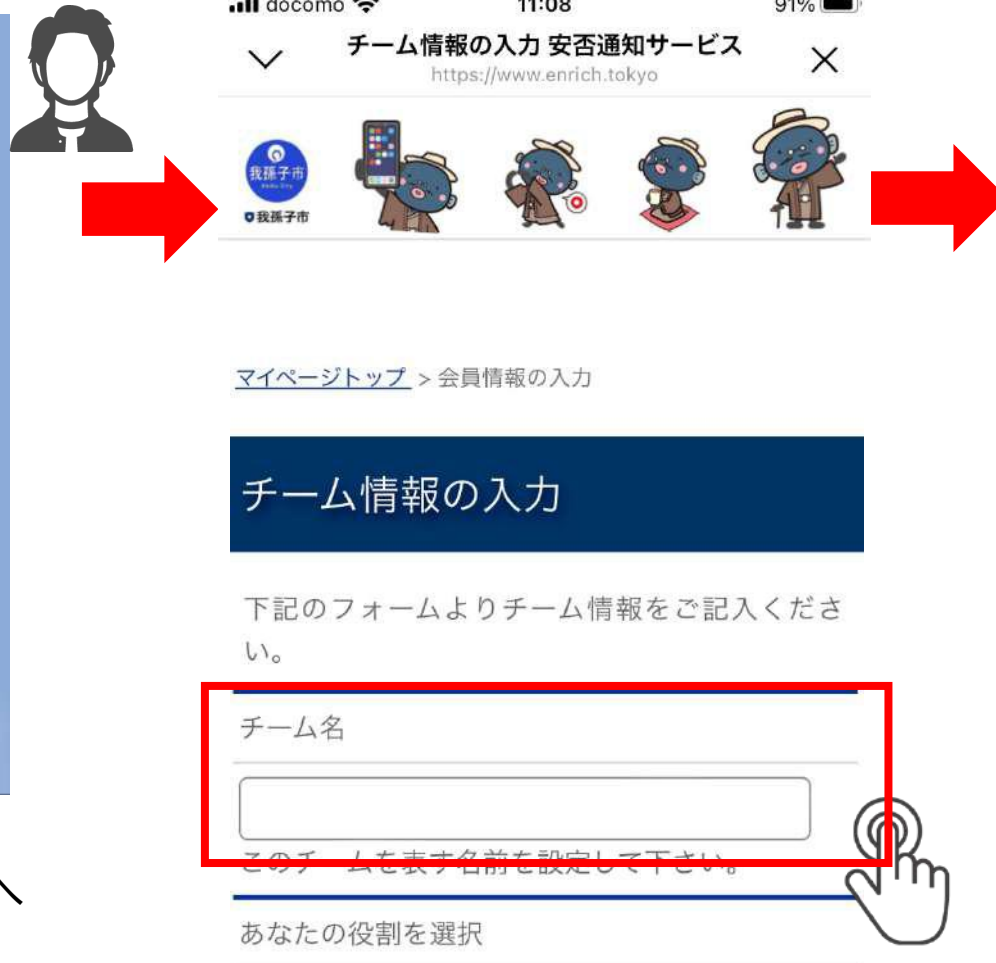 docomo 11:08 91%
チーム情報の入力 安否通知サービス
https://www.enrich.tokyo
我孫子市
Abiko City
我孫子市
マイページトップ > 会員情報の入力
チーム情報の入力
下記のフォームよりチーム情報をご記入くださ
い。
チーム名
このチームを表す名前を設定して下さい。
あなたの役割を選択